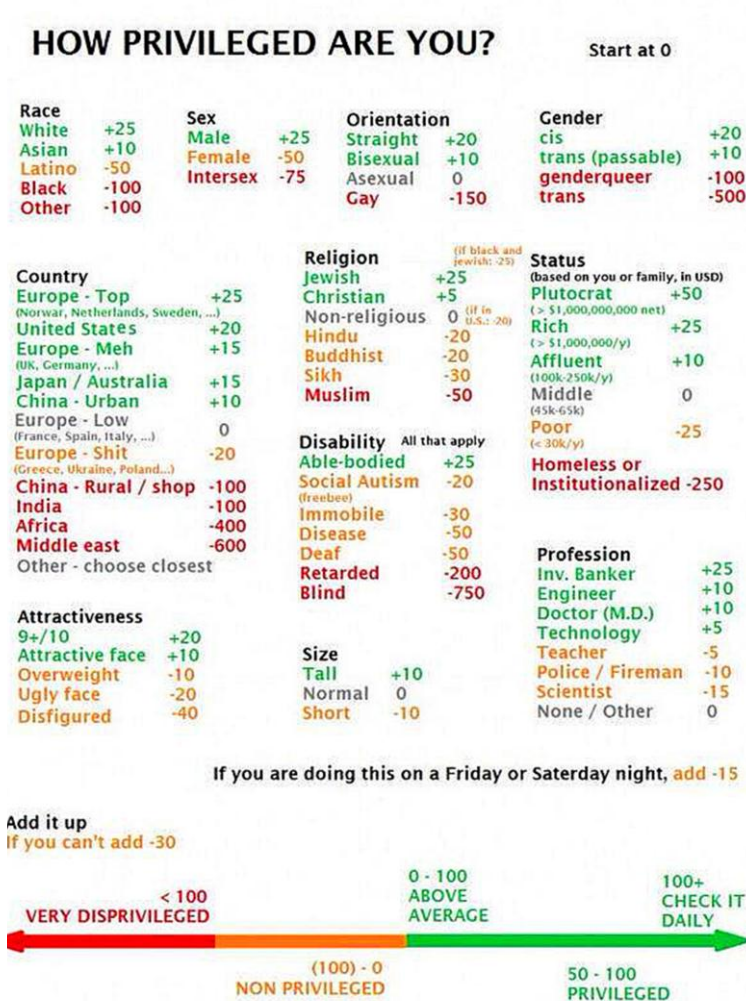 HOW PRIVILEGED ARE YOU?
Start at 0
Race
White +25
Asian +10
Latino -50
Black -100
Other -100
Sex
Male +25
Female -50
Intersex -75
Orientation
Straight +20
Bisexual +10
Asexual 0
Gay -150
Gender
cis +20
trans (passable) +10
genderqueer -100
trans -500
Country
Europe - Top +25
(Norwar, Netherlands, Sweden, ...)
United States +20
Europe - Meh +15
(UK, Germany, ...)
Japan / Australia +15
China - Urban +10
Europe - Low 0
(France, Spain, Italy, ...)
Europe - Shit -20
(Greece, Ukraine, Poland...)
China - Rural / shop -100
India -100
Africa -400
Middle east -600
Other - choose closest
Religion
(if black and
jewish: -25)
Jewish +25
Christian +5
Non-religious 0 (if in
U.S.: -20)
Hindu -20
Buddhist -20
Sikh -30
Muslim -50
Status
(based on you or family, in USD)
Plutocrat +50
( > $1,000,000,000 net)
Rich +25
( > $1,000,000/y)
Affluent +10
(100k-250k/y)
Middle 0
(45k-65k)
Poor -25
(< 30k/y)
Homeless or
Institutionalized -250
Disability All that apply
Able-bodied +25
Social Autism -20
(freebee)
Immobile -30
Disease -50
Deaf -50
Retarded -200
Blind -750
Profession
Inv. Banker +25
Engineer +10
Doctor (M.D.) +10
Technology +5
Teacher -5
Police / Fireman -10
Scientist -15
None / Other 0
Attractiveness
9+/10 +20
Attractive face +10
Overweight -10
Ugly face -20
Disfigured -40
Size
Tall +10
Normal 0
Short -10
If you are doing this on a Friday or Saterday night, add -15
Add it up
If you can't add -30
< 100
VERY DISPRIVILEGED
0 - 100
ABOVE
AVERAGE
100+
CHECK IT
DAILY
(100) - 0
NON PRIVILEGED
50 - 100
PRIVILEGED